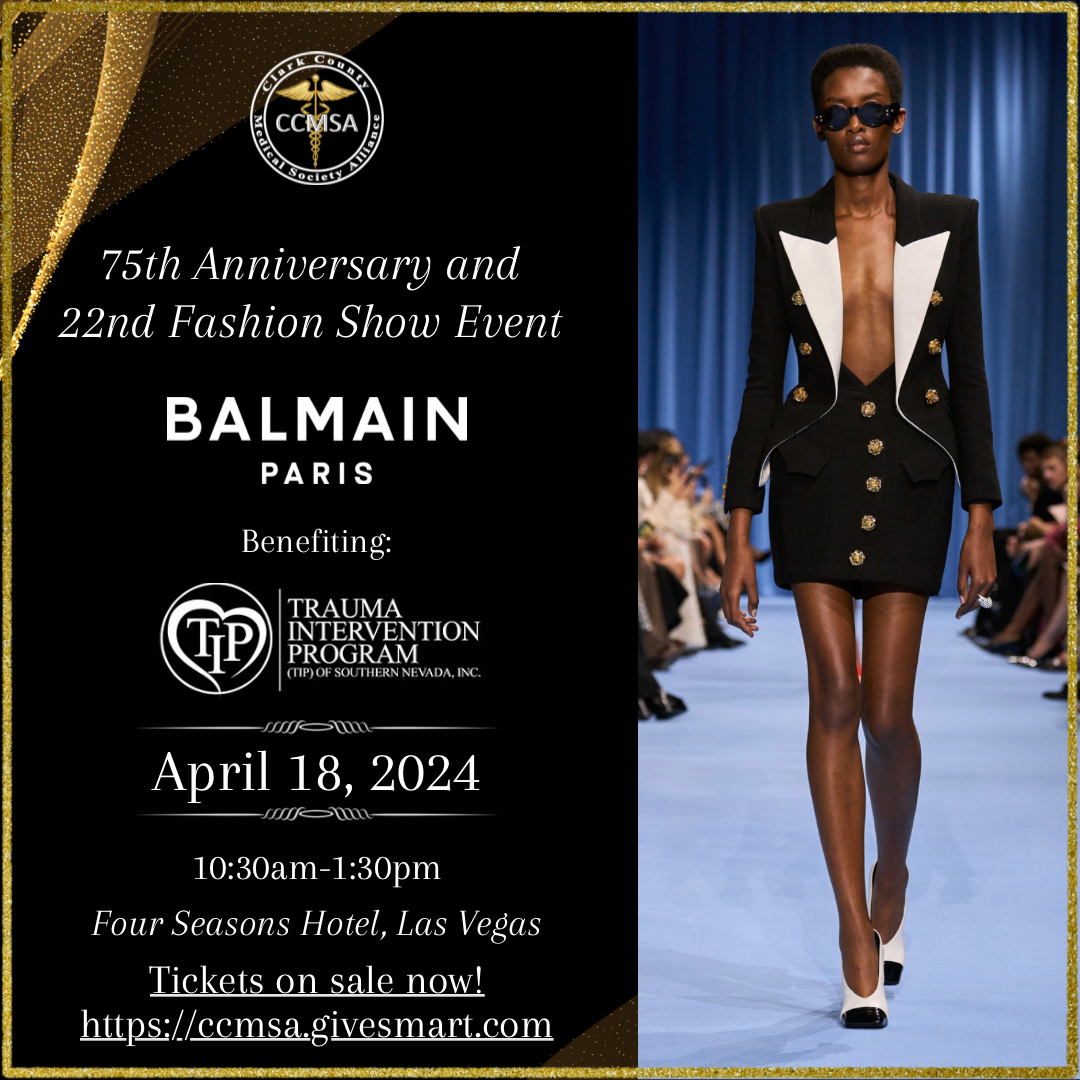 Clark County
CCMSA
Medical Society Alliance
75th Anniversary and
22nd Fashion Show Event
BALMAIN
PARIS
Benefiting:
TIP
TRAUMA
INTERVENTION
PROGRAM
(TIP) OF SOUTHERN NEVADA, INC.
April 18, 2024
10:30am-1:30pm
Four Seasons Hotel, Las Vegas
Tickets on sale now!
https://ccmsa.givesmart.com